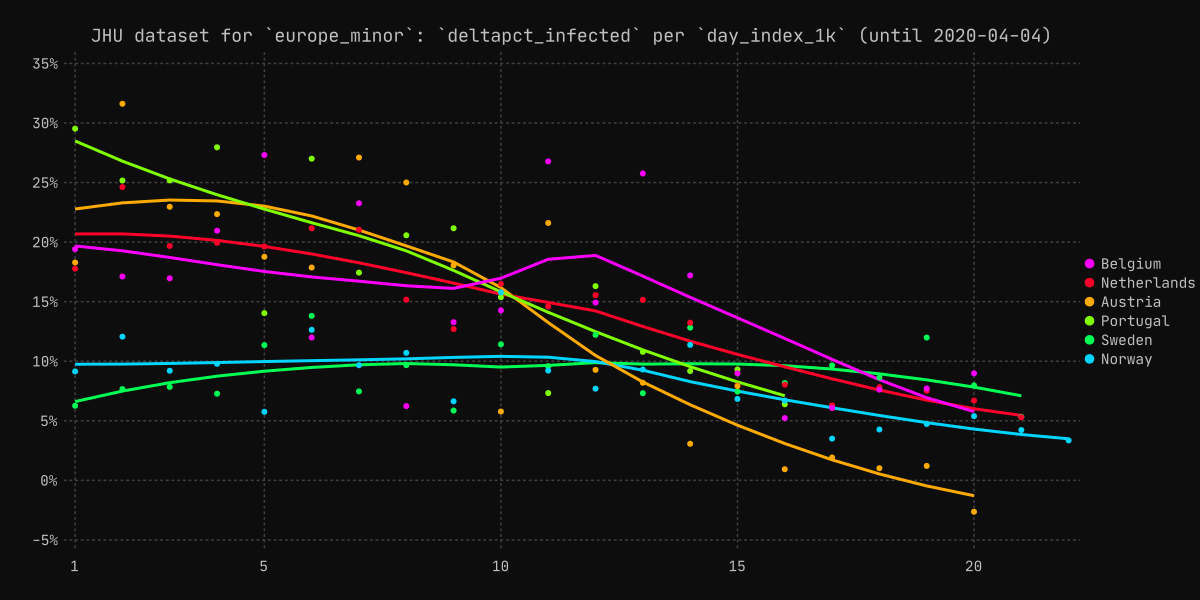 JHU dataset for `europe_minor`: `deltapct_infected` per `day_index_1k` (until 2020-04-04)
35%
30%
25%
20%
15%
10%
5%
0%
-5%
1
5
10
15
20
Belgium
Netherlands
Austria
Portugal
Sweden
Norway